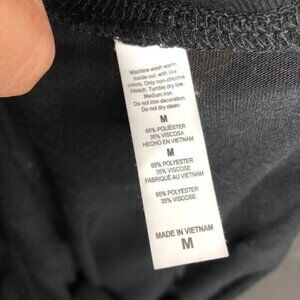 Machine wash warm,
inside out, with like
colors. Only non-chlorine
bleach. Tumble dry low.
Medium iron.
Do not iron decoration.
Do not dry clean.
M
65% POLIÉSTER
35% VISCOSA
HECHO EN VIETNAM
M
65% POLYESTER
35% VISCOSE
FABRIQUÉ AU VIETNAM
65% POLYESTER
35% VISCOSE
MADE IN VIETNAM
M